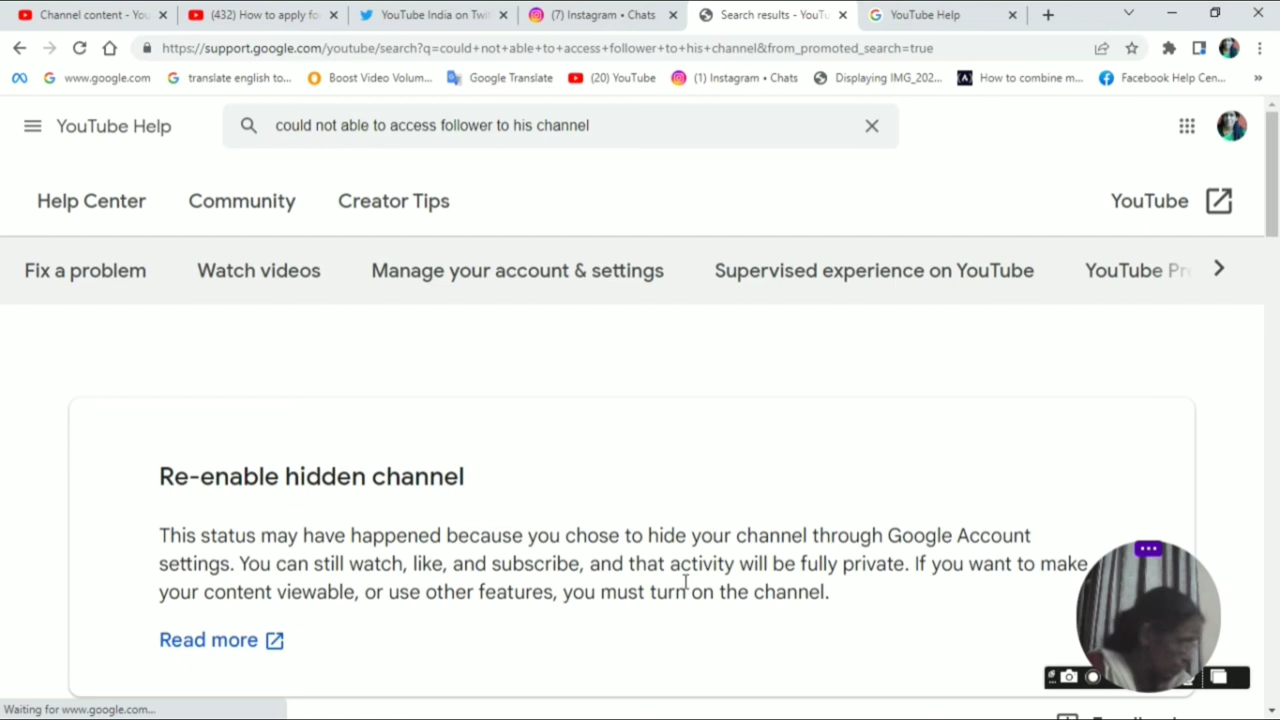 Channel content - You
(432) How to apply fo
YouTube India on Twit
(7) Instagram • Chats
Search results - YouTu
YouTube Help
https://support.google.com/youtube/search?q=could+not+able+to+access+follower+to+his+channel&from_promoted_search=true
www.google.com
translate english to...
Boost Video Volum...
Google Translate
(20) YouTube
(1) Instagram • Chats
Displaying IMG_202...
How to combine m...
Facebook Help Cen...
»
YouTube Help
could not able to access follower to his channel
Help Center
Community
Creator Tips
YouTube
Fix a problem
Watch videos
Manage your account & settings
Supervised experience on YouTube
YouTube Pr
Re-enable hidden channel
This status may have happened because you chose to hide your channel through Google Account
settings. You can still watch, like, and subscribe, and that activity will be fully private. If you want to make
your content viewable, or use other features, you must turn on the channel.
Read more
Waiting for www.google.com...